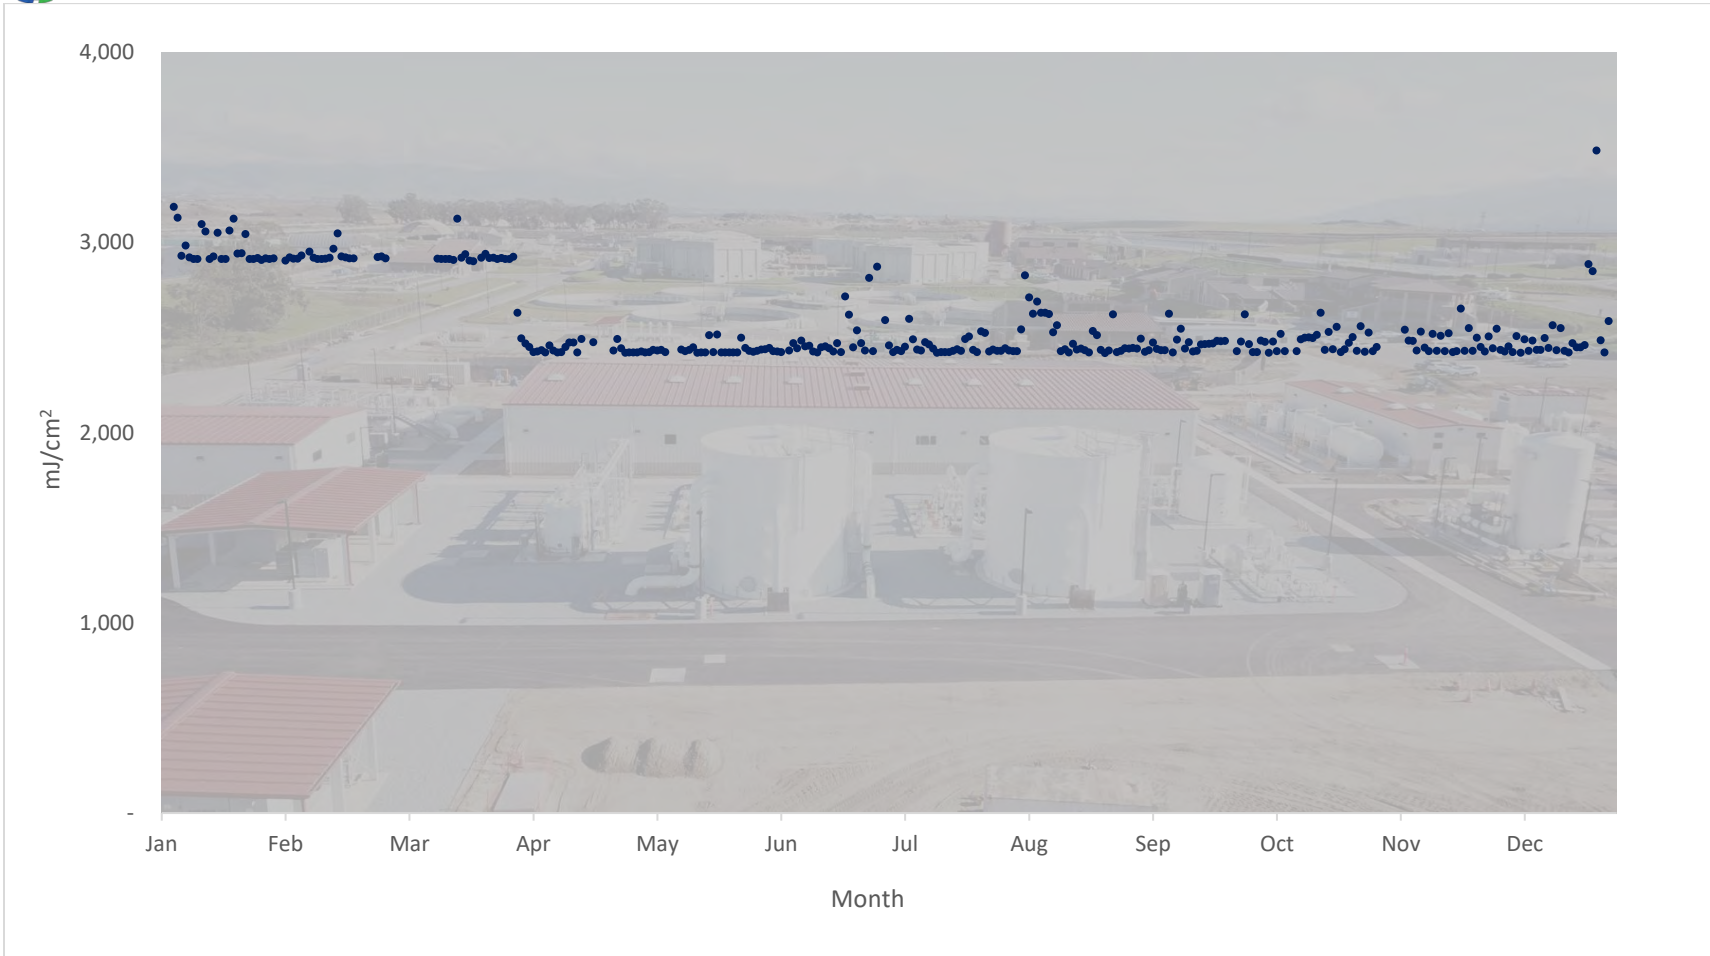 4,000
3,000
2,000
1,000
-
mJ/cm²
Jan Feb Mar Apr May Jun Jul Aug Sep Oct Nov Dec
Month